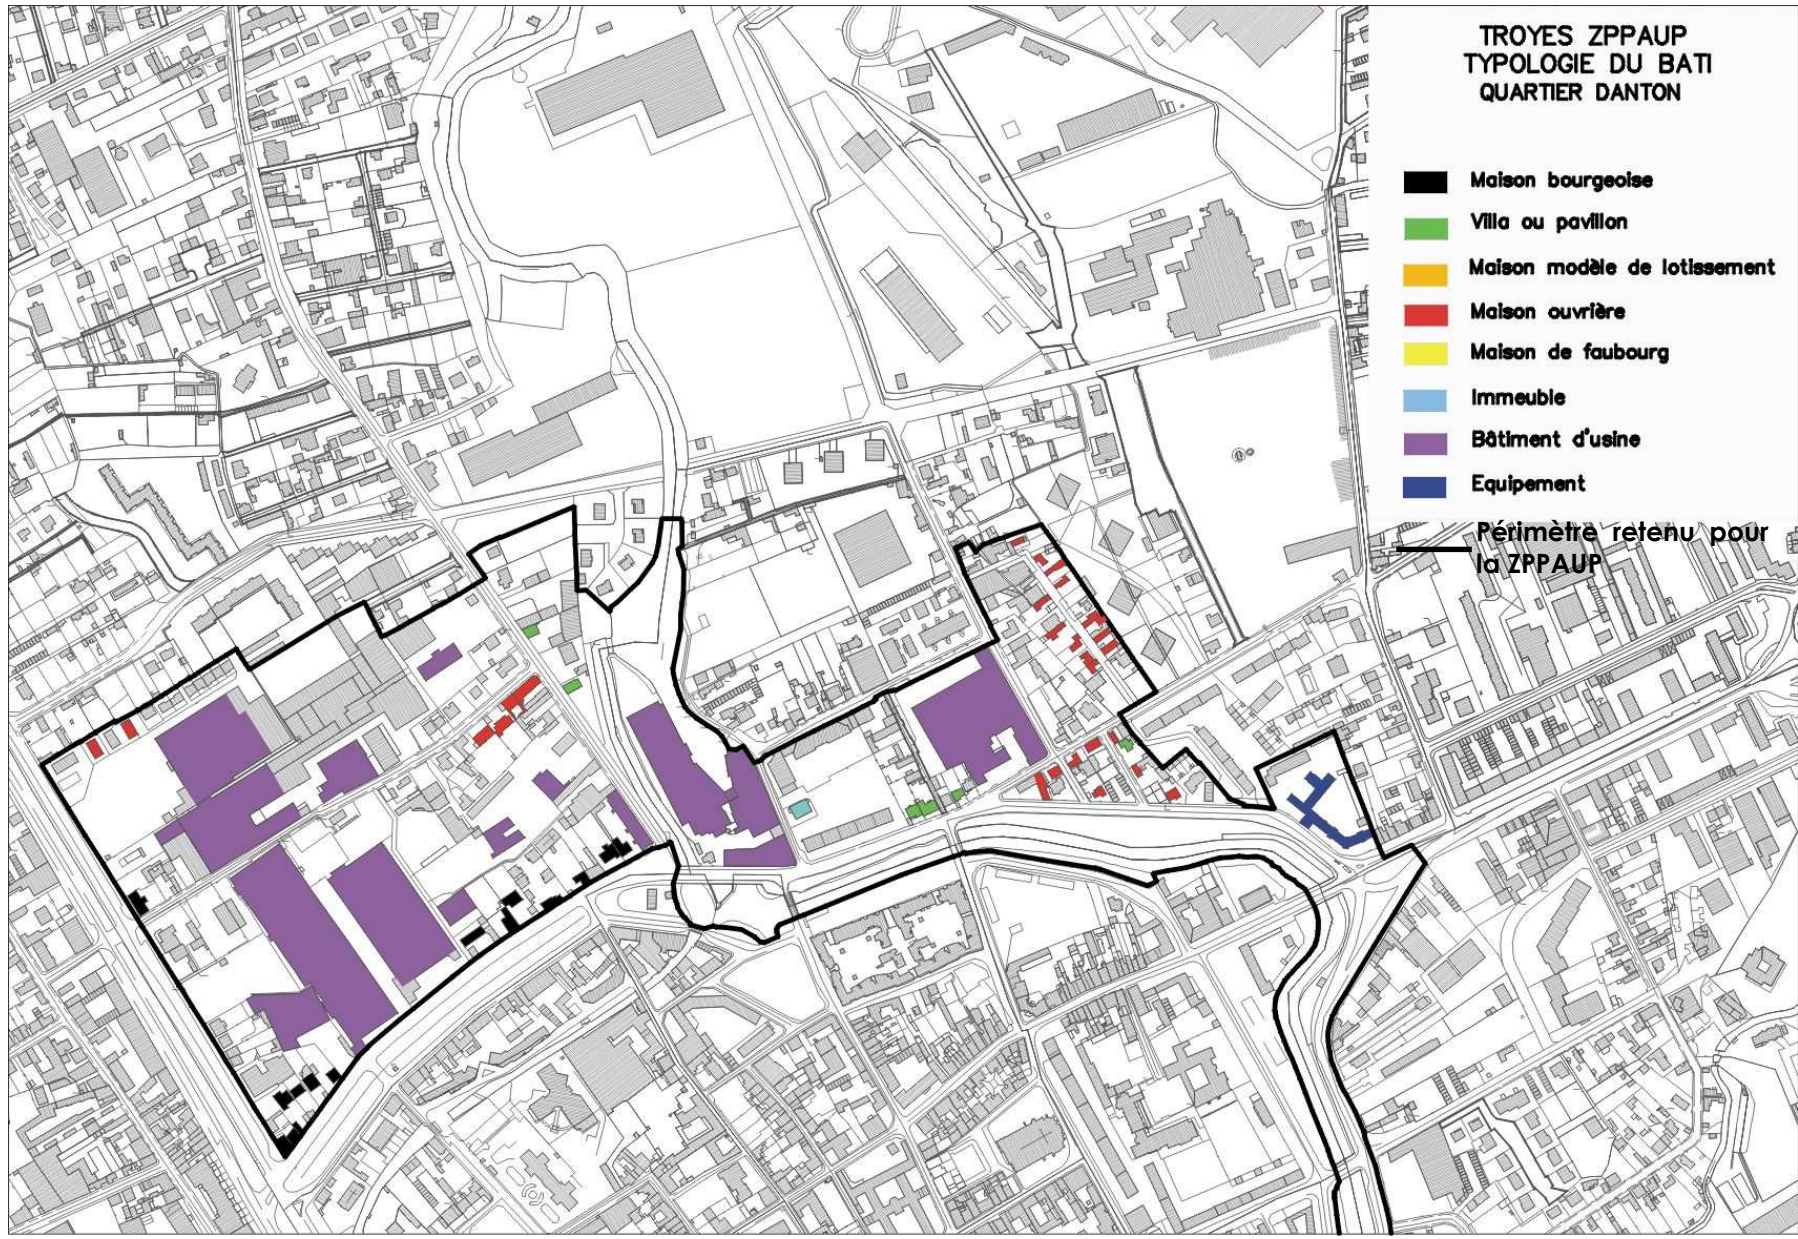 TROYES ZPPAUP
TYPOLOGIE DU BATI
QUARTIER DANTON
Maison bourgeoise
Villa ou pavillon
Maison modèle de lotissement
Maison ouvrière
Maison de faubourg
Immeuble
Bâtiment d'usine
Equipement
Périmètre retenu pour
la ZPPAUP